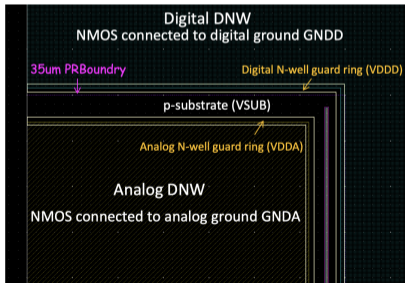 Digital DNW
NMOS connected to digital ground GNDD
35um PRBoundry
Digital N-well guard ring (VDDD)
p-substrate (VSUB)
Analog N-well guard ring (VDDA)
Analog DNW
NMOS connected to analog ground GNDA